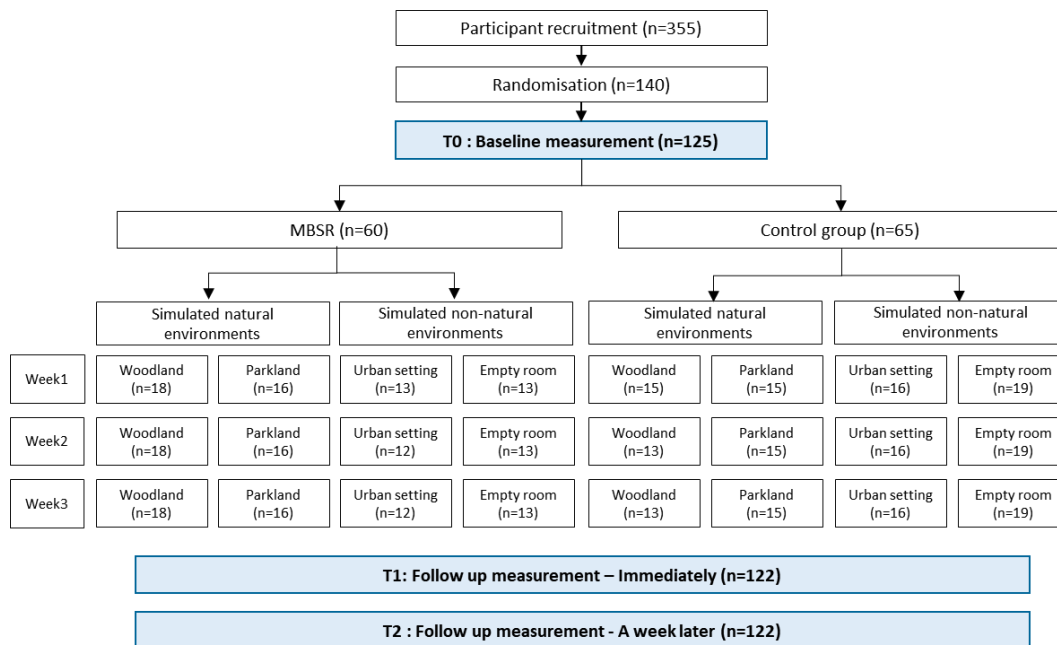 Participant recruitment (n=355)
Randomisation (n=140)
T0 : Baseline measurement (n=125)
MBSR (n=60)
Control group (n=65)
Simulated natural
environments
Simulated non-natural
environments
Simulated natural
environments
Simulated non-natural
environments
Week1
Woodland
(n=18)
Parkland
(n=16)
Urban setting
(n=13)
Empty room
(n=13)
Woodland
(n=15)
Parkland
(n=15)
Urban setting
(n=16)
Empty room
(n=19)
Week2
Woodland
(n=18)
Parkland
(n=16)
Urban setting
(n=12)
Empty room
(n=13)
Woodland
(n=13)
Parkland
(n=15)
Urban setting
(n=16)
Empty room
(n=19)
Week3
Woodland
(n=18)
Parkland
(n=16)
Urban setting
(n=12)
Empty room
(n=13)
Woodland
(n=13)
Parkland
(n=15)
Urban setting
(n=16)
Empty room
(n=19)
T1: Follow up measurement – Immediately (n=122)
T2 : Follow up measurement - A week later (n=122)